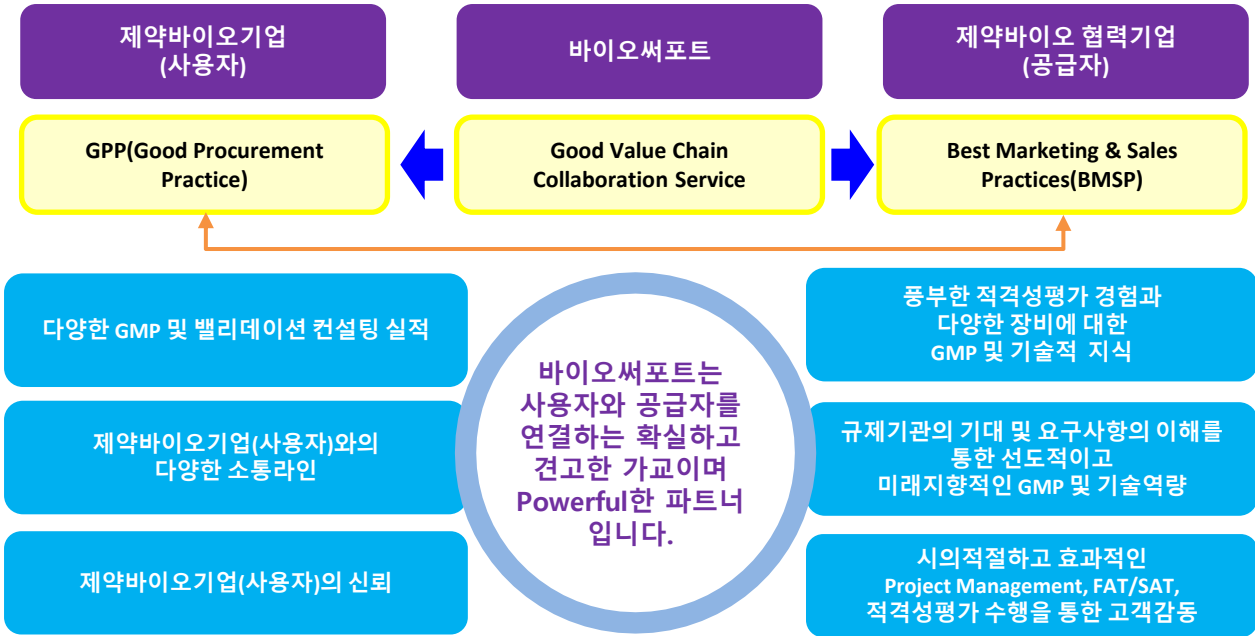 제약바이오기업
(사용자)
바이오써포트
제약바이오 협력기업
(공급자)
GPP(Good Procurement
Practice)
Good Value Chain
Collaboration Service
Best Marketing & Sales
Practices(BMSP)
다양한 GMP 및 밸리데이션 컨설팅 실적
제약바이오기업(사용자)와의
다양한 소통라인
제약바이오기업(사용자)의 신뢰
바이오써포트는
사용자와 공급자를
연결하는 확실하고
견고한 가교이며
Powerful한 파트너
입니다.
풍부한 적격성평가 경험과
다양한 장비에 대한
GMP 및 기술적 지식
규제기관의 기대 및 요구사항의 이해를
통한 선도적이고
미래지향적인 GMP 및 기술역량
시의적절하고 효과적인
Project Management, FAT/SAT,
적격성평가 수행을 통한 고객감동